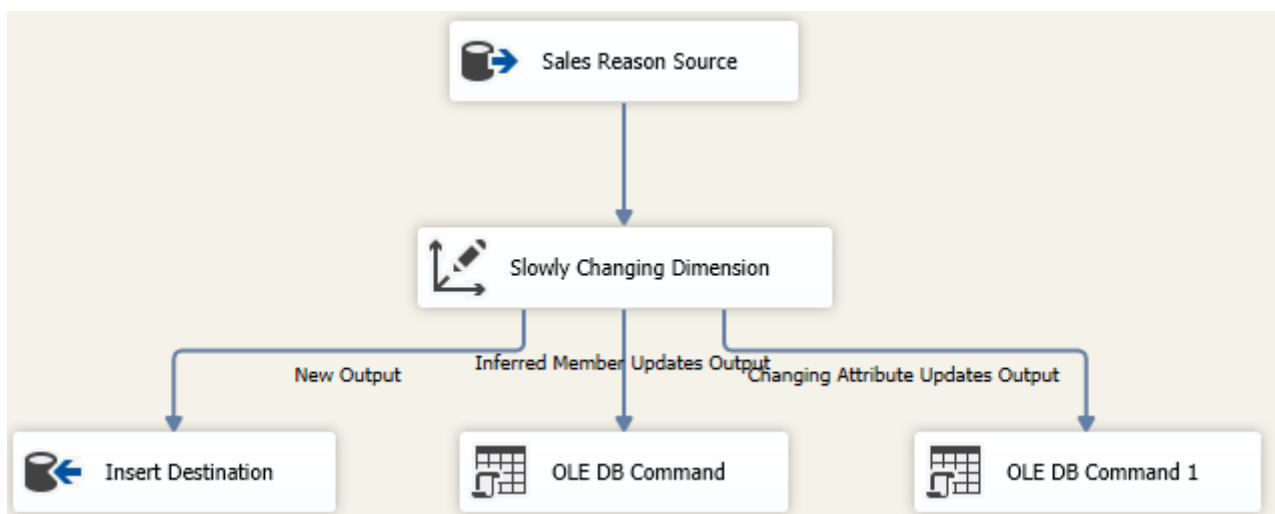 Sales Reason Source
Slowly Changing Dimension
New Output
Inferred Member Updates Output
Changing Attribute Updates Output
Insert Destination
OLE DB Command
OLE DB Command 1